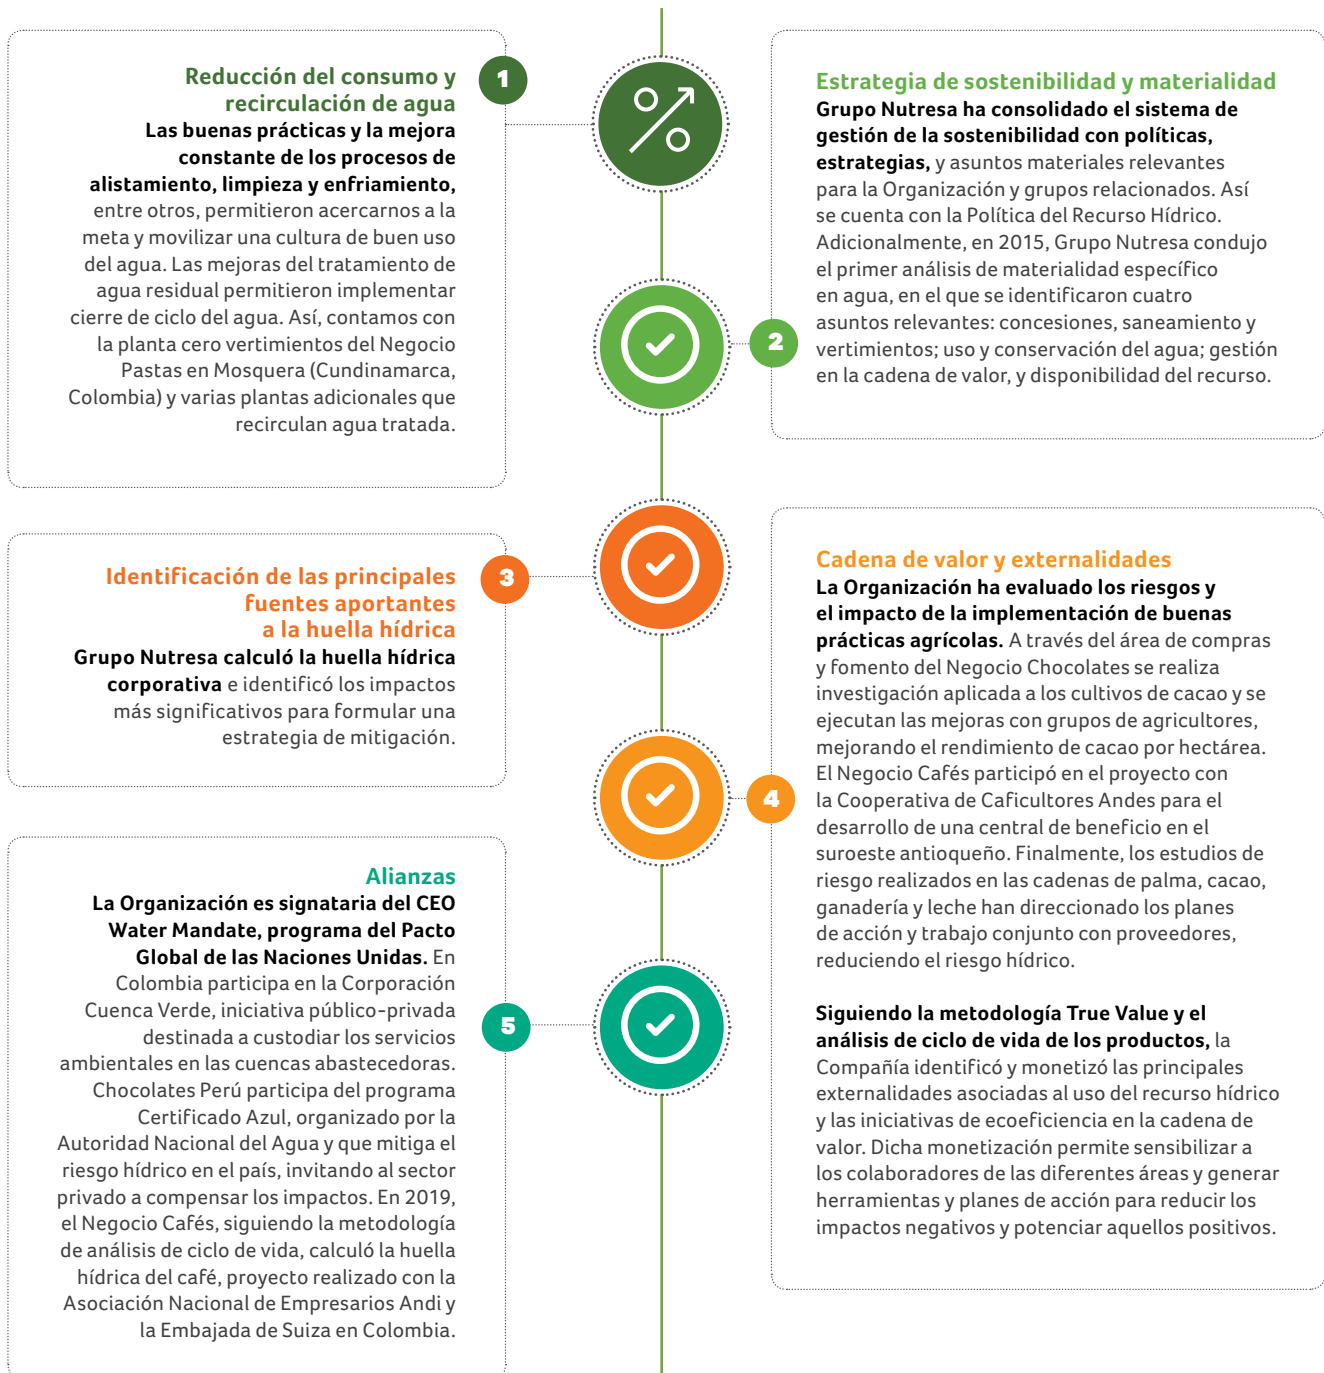 1
Reducción del consumo y
recirculación de agua
Las buenas prácticas y la mejora
constante de los procesos de
alistamiento, limpieza y enfriamiento,
entre otros, permitieron acercarnos a la
meta y movilizar una cultura de buen uso
del agua. Las mejoras del tratamiento de
agua residual permitieron implementar
cierre de ciclo del agua. Así, contamos con
la planta cero vertimientos del Negocio
Pastas en Mosquera (Cundinamarca,
Colombia) y varias plantas adicionales que
recirculan agua tratada.
2
Estrategia de sostenibilidad y materialidad
Grupo Nutresa ha consolidado el sistema de
gestión de la sostenibilidad con políticas,
estrategias, y asuntos materiales relevantes
para la Organización y grupos relacionados. Así
se cuenta con la Política del Recurso Hídrico.
Adicionalmente, en 2015, Grupo Nutresa condujo
el primer análisis de materialidad específico
en agua, en el que se identificaron cuatro
asuntos relevantes: concesiones, saneamiento y
vertimientos; uso y conservación del agua; gestión
en la cadena de valor, y disponibilidad del recurso.
3
Identificación de las principales
fuentes aportantes
a la huella hídrica
Grupo Nutresa calculó la huella hídrica
corporativa e identificó los impactos
más significativos para formular una
estrategia de mitigación.
4
Cadena de valor y externalidades
La Organización ha evaluado los riesgos y
el impacto de la implementación de buenas
prácticas agrícolas. A través del área de compras
y fomento del Negocio Chocolates se realiza
investigación aplicada a los cultivos de cacao y se
ejecutan las mejoras con grupos de agricultores,
mejorando el rendimiento de cacao por hectárea.
El Negocio Cafés participó en el proyecto con
la Cooperativa de Caficultores Andes para el
desarrollo de una central de beneficio en el
suroeste antioqueño. Finalmente, los estudios de
riesgo realizados en las cadenas de palma, cacao,
ganadería y leche han direccionado los planes
de acción y trabajo conjunto con proveedores,
reduciendo el riesgo hídrico.
Siguiendo la metodología True Value y el
análisis de ciclo de vida de los productos, la
Compañía identificó y monetizó las principales
externalidades asociadas al uso del recurso hídrico
y las iniciativas de ecoeficiencia en la cadena de
valor. Dicha monetización permite sensibilizar a
los colaboradores de las diferentes áreas y generar
herramientas y planes de acción para reducir los
impactos negativos y potenciar aquellos positivos.
5
Alianzas
La Organización es signataria del CEO
Water Mandate, programa del Pacto
Global de las Naciones Unidas. En
Colombia participa en la Corporación
Cuenca Verde, iniciativa público-privada
destinada a custodiar los servicios
ambientales en las cuencas abastecedoras.
Chocolates Perú participa del programa
Certificado Azul, organizado por la
Autoridad Nacional del Agua y que mitiga el
riesgo hídrico en el país, invitando al sector
privado a compensar los impactos. En 2019,
el Negocio Cafés, siguiendo la metodología
de análisis de ciclo de vida, calculó la huella
hídrica del café, proyecto realizado con la
Asociación Nacional de Empresarios Andi y
la Embajada de Suiza en Colombia.